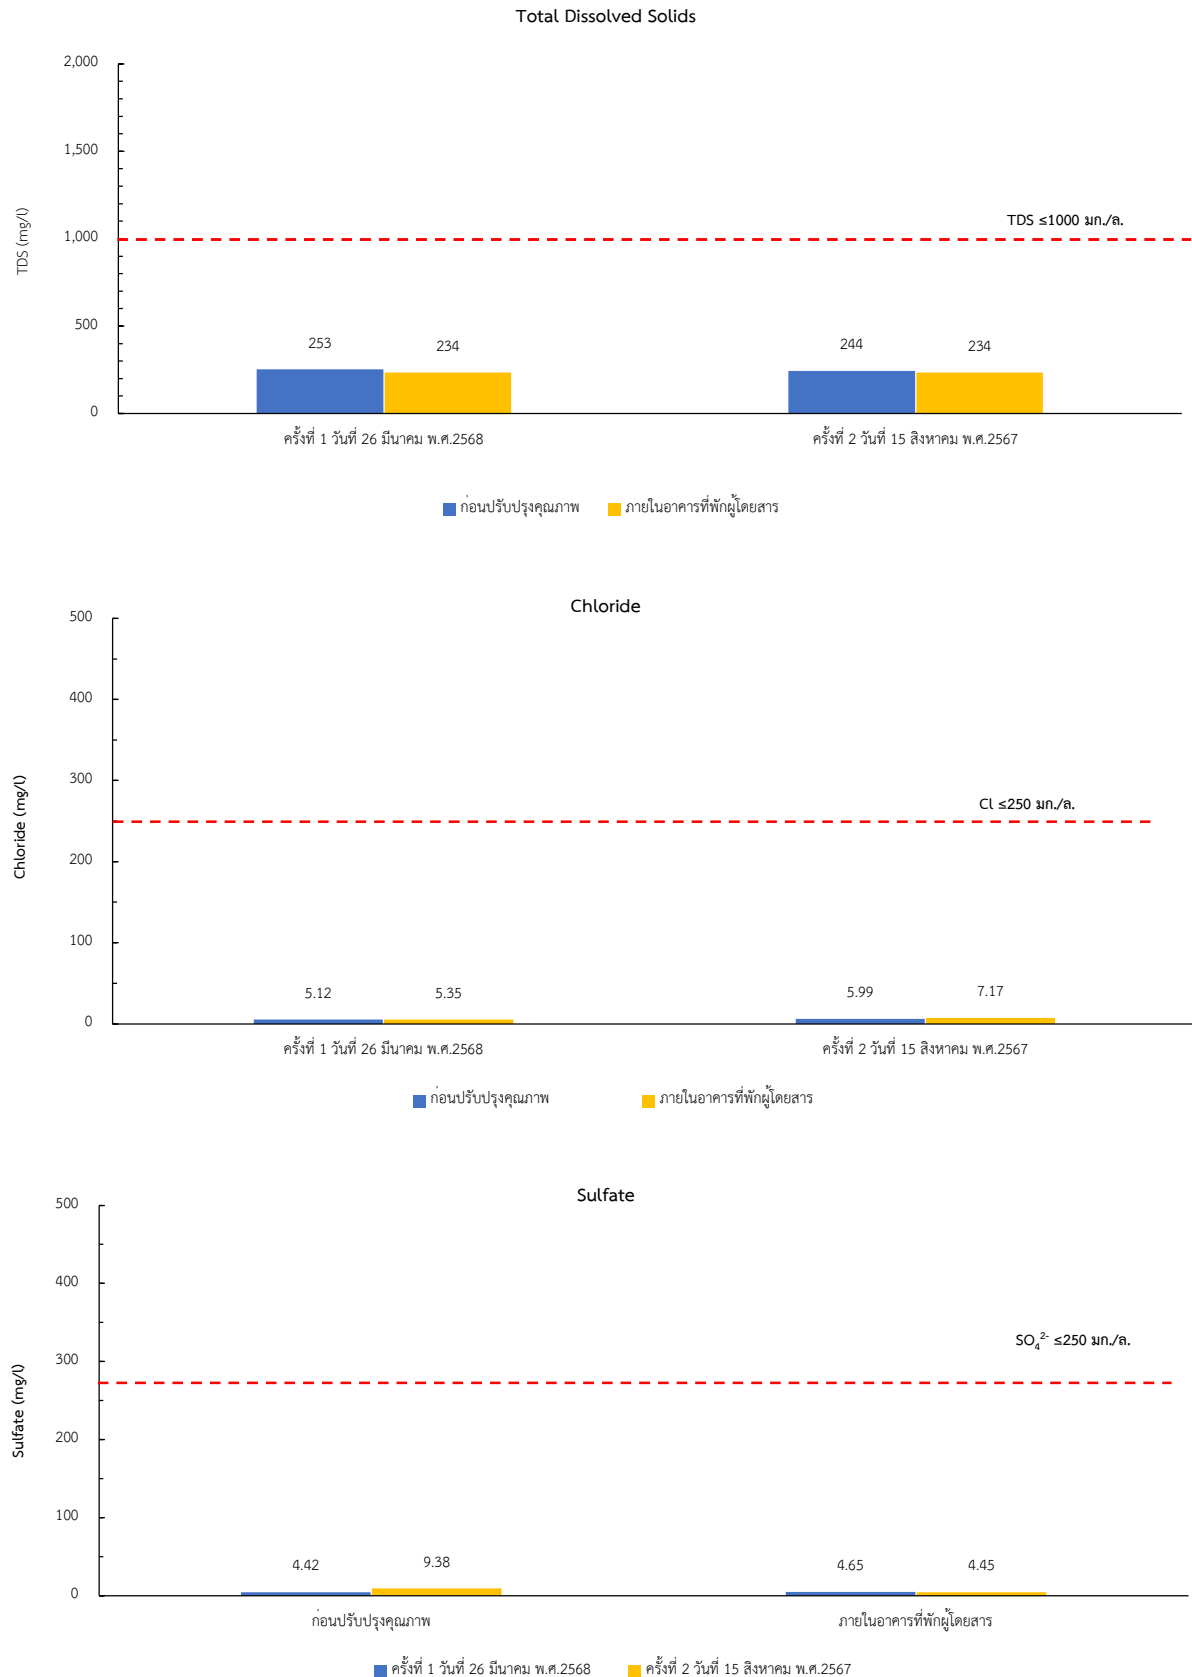 Total Dissolved Solids
2,000
1,500
1,000
500
0
TDS (mg/l)
TDS ≤1000 มก./ล.
253
234
244
234
ครั้งที่ 1 วันที่ 26 มีนาคม พ.ศ.2568
ครั้งที่ 2 วันที่ 15 สิงหาคม พ.ศ.2567
ก่อนปรับปรุงคุณภาพ
ภายในอาคารที่พักผู้โดยสาร
Chloride
500
400
300
200
100
0
Chloride (mg/l)
Cl ≤250 มก./ล.
5.12
5.35
5.99
7.17
ครั้งที่ 1 วันที่ 26 มีนาคม พ.ศ.2568
ครั้งที่ 2 วันที่ 15 สิงหาคม พ.ศ.2567
ก่อนปรับปรุงคุณภาพ
ภายในอาคารที่พักผู้โดยสาร
Sulfate
500
400
300
200
100
0
Sulfate (mg/l)
SO₄²⁻ ≤250 มก./ล.
4.42
9.38
4.65
4.45
ก่อนปรับปรุงคุณภาพ
ภายในอาคารที่พักผู้โดยสาร
ครั้งที่ 1 วันที่ 26 มีนาคม พ.ศ.2568
ครั้งที่ 2 วันที่ 15 สิงหาคม พ.ศ.2567